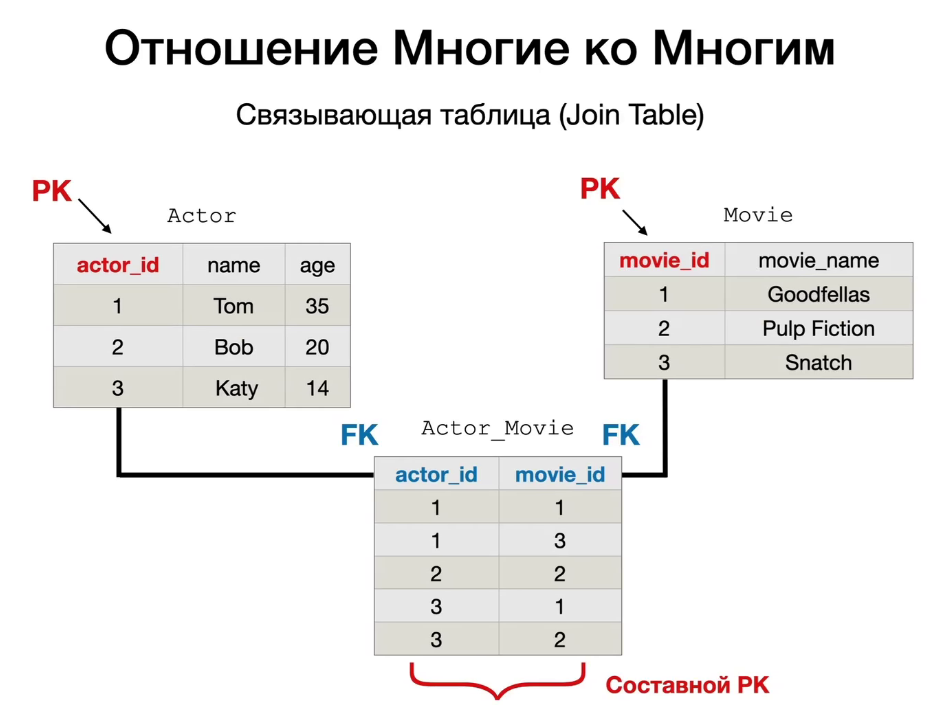 Отношение Многие ко Многим
Связывающая таблица (Join Table)
PK
Actor
actor_id name age
1 Tom 35
2 Bob 20
3 Katy 14
PK
Movie
movie_id movie_name
1 Goodfellas
2 Pulp Fiction
3 Snatch
FK Actor_Movie FK
actor_id movie_id
1 1
1 3
2 2
3 1
3 2
Составной PK